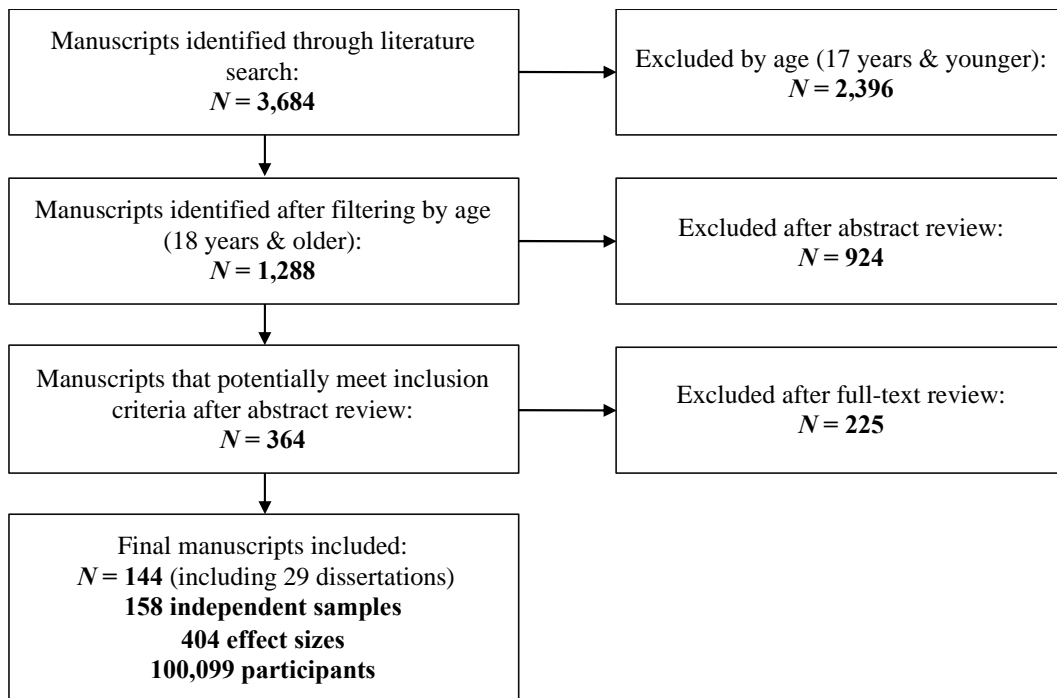 Manuscripts identified through literature
search:
N = 3,684
Excluded by age (17 years & younger):
N = 2,396
Manuscripts identified after filtering by age
(18 years & older):
N = 1,288
Excluded after abstract review:
N = 924
Manuscripts that potentially meet inclusion
criteria after abstract review:
N = 364
Excluded after full-text review:
N = 225
Final manuscripts included:
N = 144 (including 29 dissertations)
158 independent samples
404 effect sizes
100,099 participants